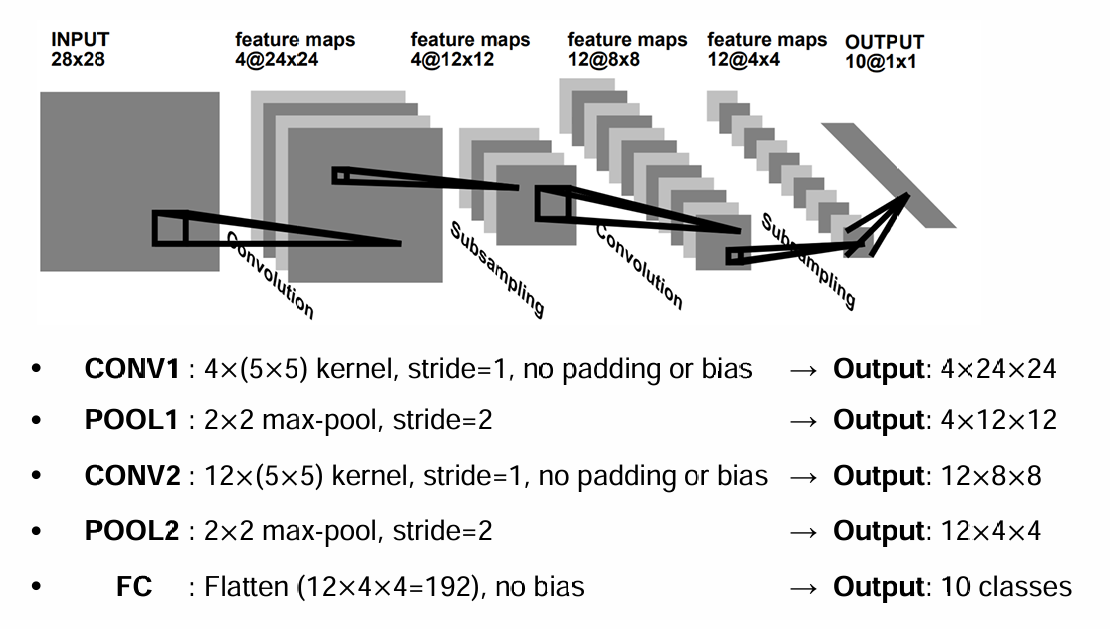 INPUT
28x28
feature maps
4@24x24
feature maps
4@12x12
feature maps
12@8x8
feature maps
12@4x4
OUTPUT
10@1x1
Convolution
Subsampling
Convolution
Subsampling
• CONV1 : 4×(5×5) kernel, stride=1, no padding or bias → Output: 4×24×24
• POOL1 : 2×2 max-pool, stride=2 → Output: 4×12×12
• CONV2 : 12×(5×5) kernel, stride=1, no padding or bias → Output: 12×8×8
• POOL2 : 2×2 max-pool, stride=2 → Output: 12×4×4
• FC : Flatten (12×4×4=192), no bias → Output: 10 classes